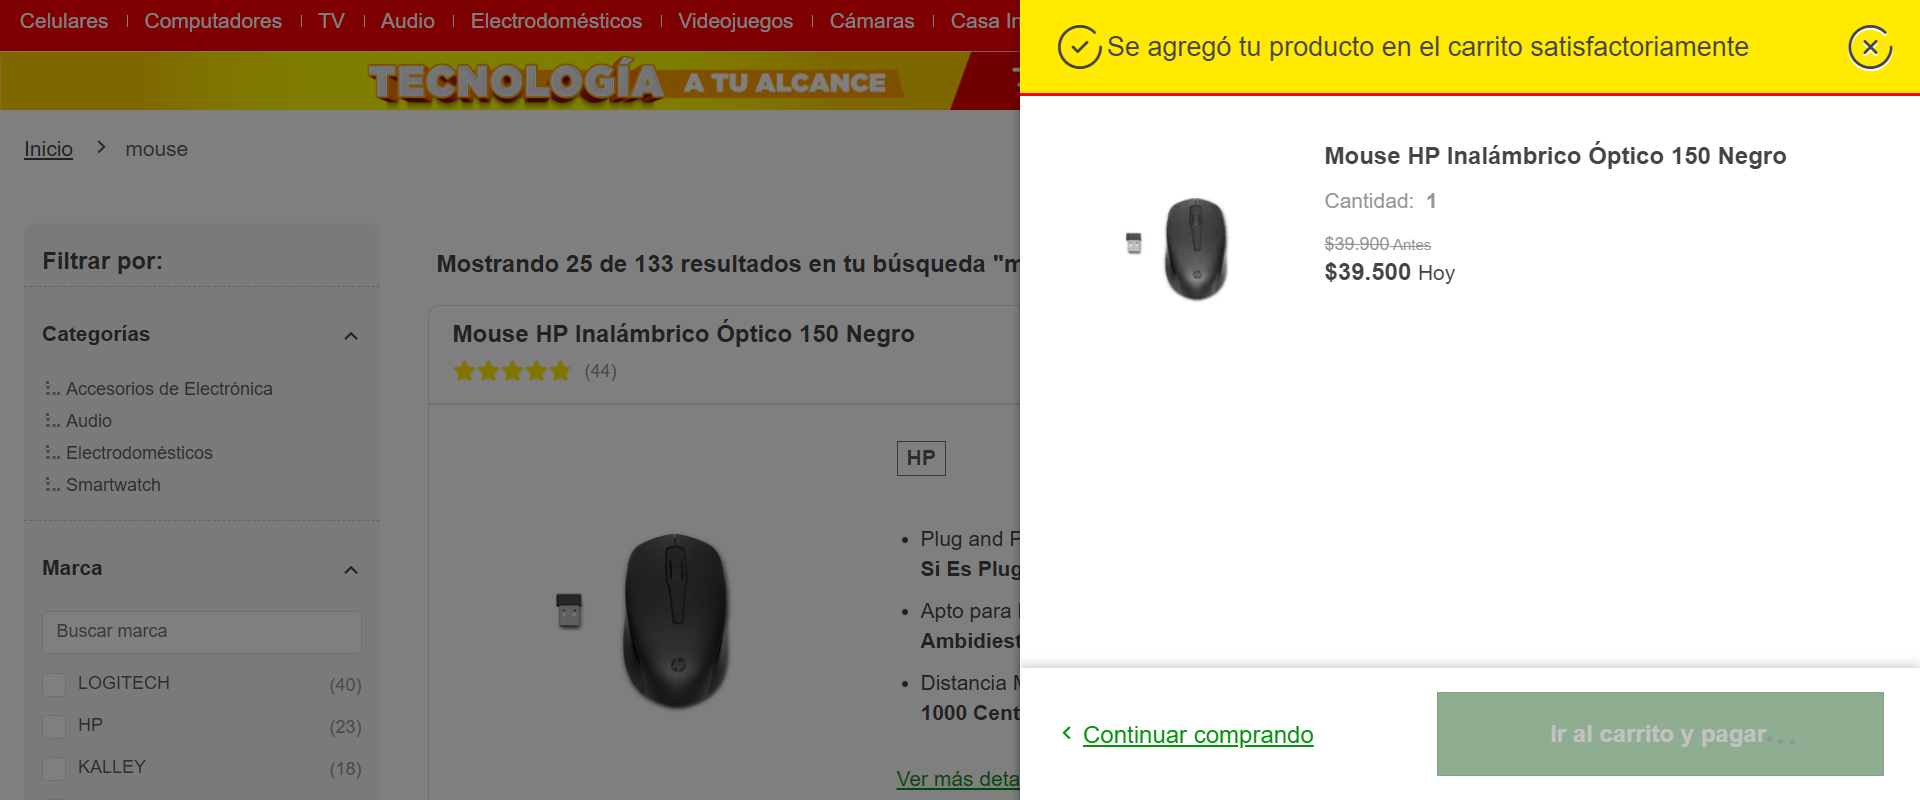 Celulares
Computadores
TV
Audio
Electrodomésticos
Videojuegos
Cámaras
Casa In
TECNOLOGÍA A TU ALCANCE
Inicio
mouse
Filtrar por:
Categorías
Accesorios de Electrónica
Audio
Electrodomésticos
Smartwatch
Marca
Buscar marca
LOGITECH (40)
HP (23)
KALLEY (18)
Mostrando 25 de 133 resultados en tu búsqueda "m
Mouse HP Inalámbrico Óptico 150 Negro
(44)
HP
Plug and P
Si Es Plug
Apto para
Ambidiest
Distancia M
1000 Cent
Ver más deta
Se agregó tu producto en el carrito satisfactoriamente
Mouse HP Inalámbrico Óptico 150 Negro
Cantidad: 1
$39.900 Antes
$39.500 Hoy
Continuar comprando
Ir al carrito y pagar...